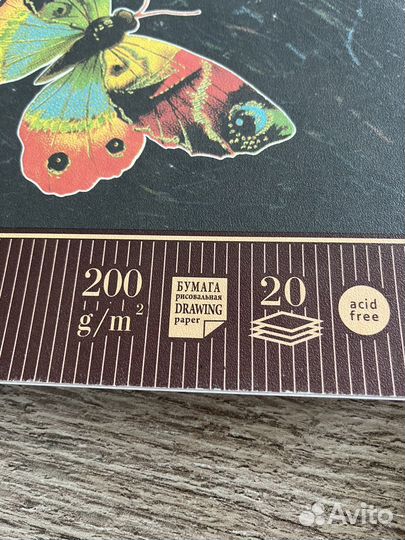 200
g/m²
БУМАГА
рисовальная
DRAWING
paper
20
acid
free
Avito